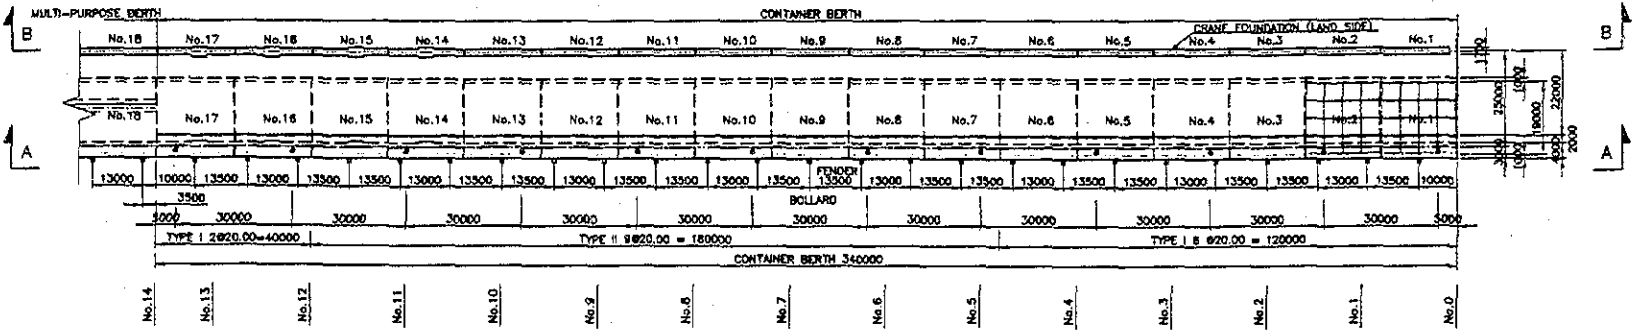 MULTI-PURPOSE BERTH CONTAINER BERTH
CRANE FOUNDATION (LAND SIDE)
B No.18 No.17 No.16 No.15 No.14 No.13 No.12 No.11 No.10 No.9 No.8 No.7 No.6 No.5 No.4 No.3 No.2 No.1 B
1700
1000 25000 19000 22000
No.18 No.17 No.16 No.15 No.14 No.13 No.12 No.11 No.10 No.9 No.8 No.7 No.6 No.5 No.4 No.3 No.2 No.1
A 3000 1000 4000 2000 A
FENDER
13000 10000 13500 13000 13500 13500 13000 13500 13500 13000 13500 13500 13500 13500 13000 13500 13500 13000 13500 13500 13000 13500 13500 13000 13500 10000
3500 BOLLARD
5000 30000 30000 30000 30000 30000 30000 30000 30000 30000 30000 30000 5000
TYPE I 2@20.00=40000 TYPE II 9@20.00 = 180000 TYPE I 6 @20.00 = 120000
CONTAINER BERTH 340000
No.14 No.13 No.12 No.11 No.10 No.9 No.8 No.7 No.6 No.5 No.4 No.3 No.2 No.1 No.0